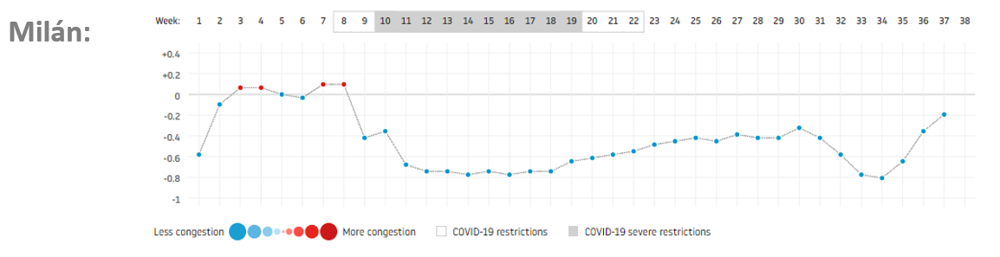 Milán:
Week: 1 2 3 4 5 6 7 8 9 10 11 12 13 14 15 16 17 18 19 20 21 22 23 24 25 26 27 28 29 30 31 32 33 34 35 36 37 38
+0.4
+0.2
0
-0.2
-0.4
-0.6
-0.8
-1
Less congestion More congestion COVID-19 restrictions COVID-19 severe restrictions